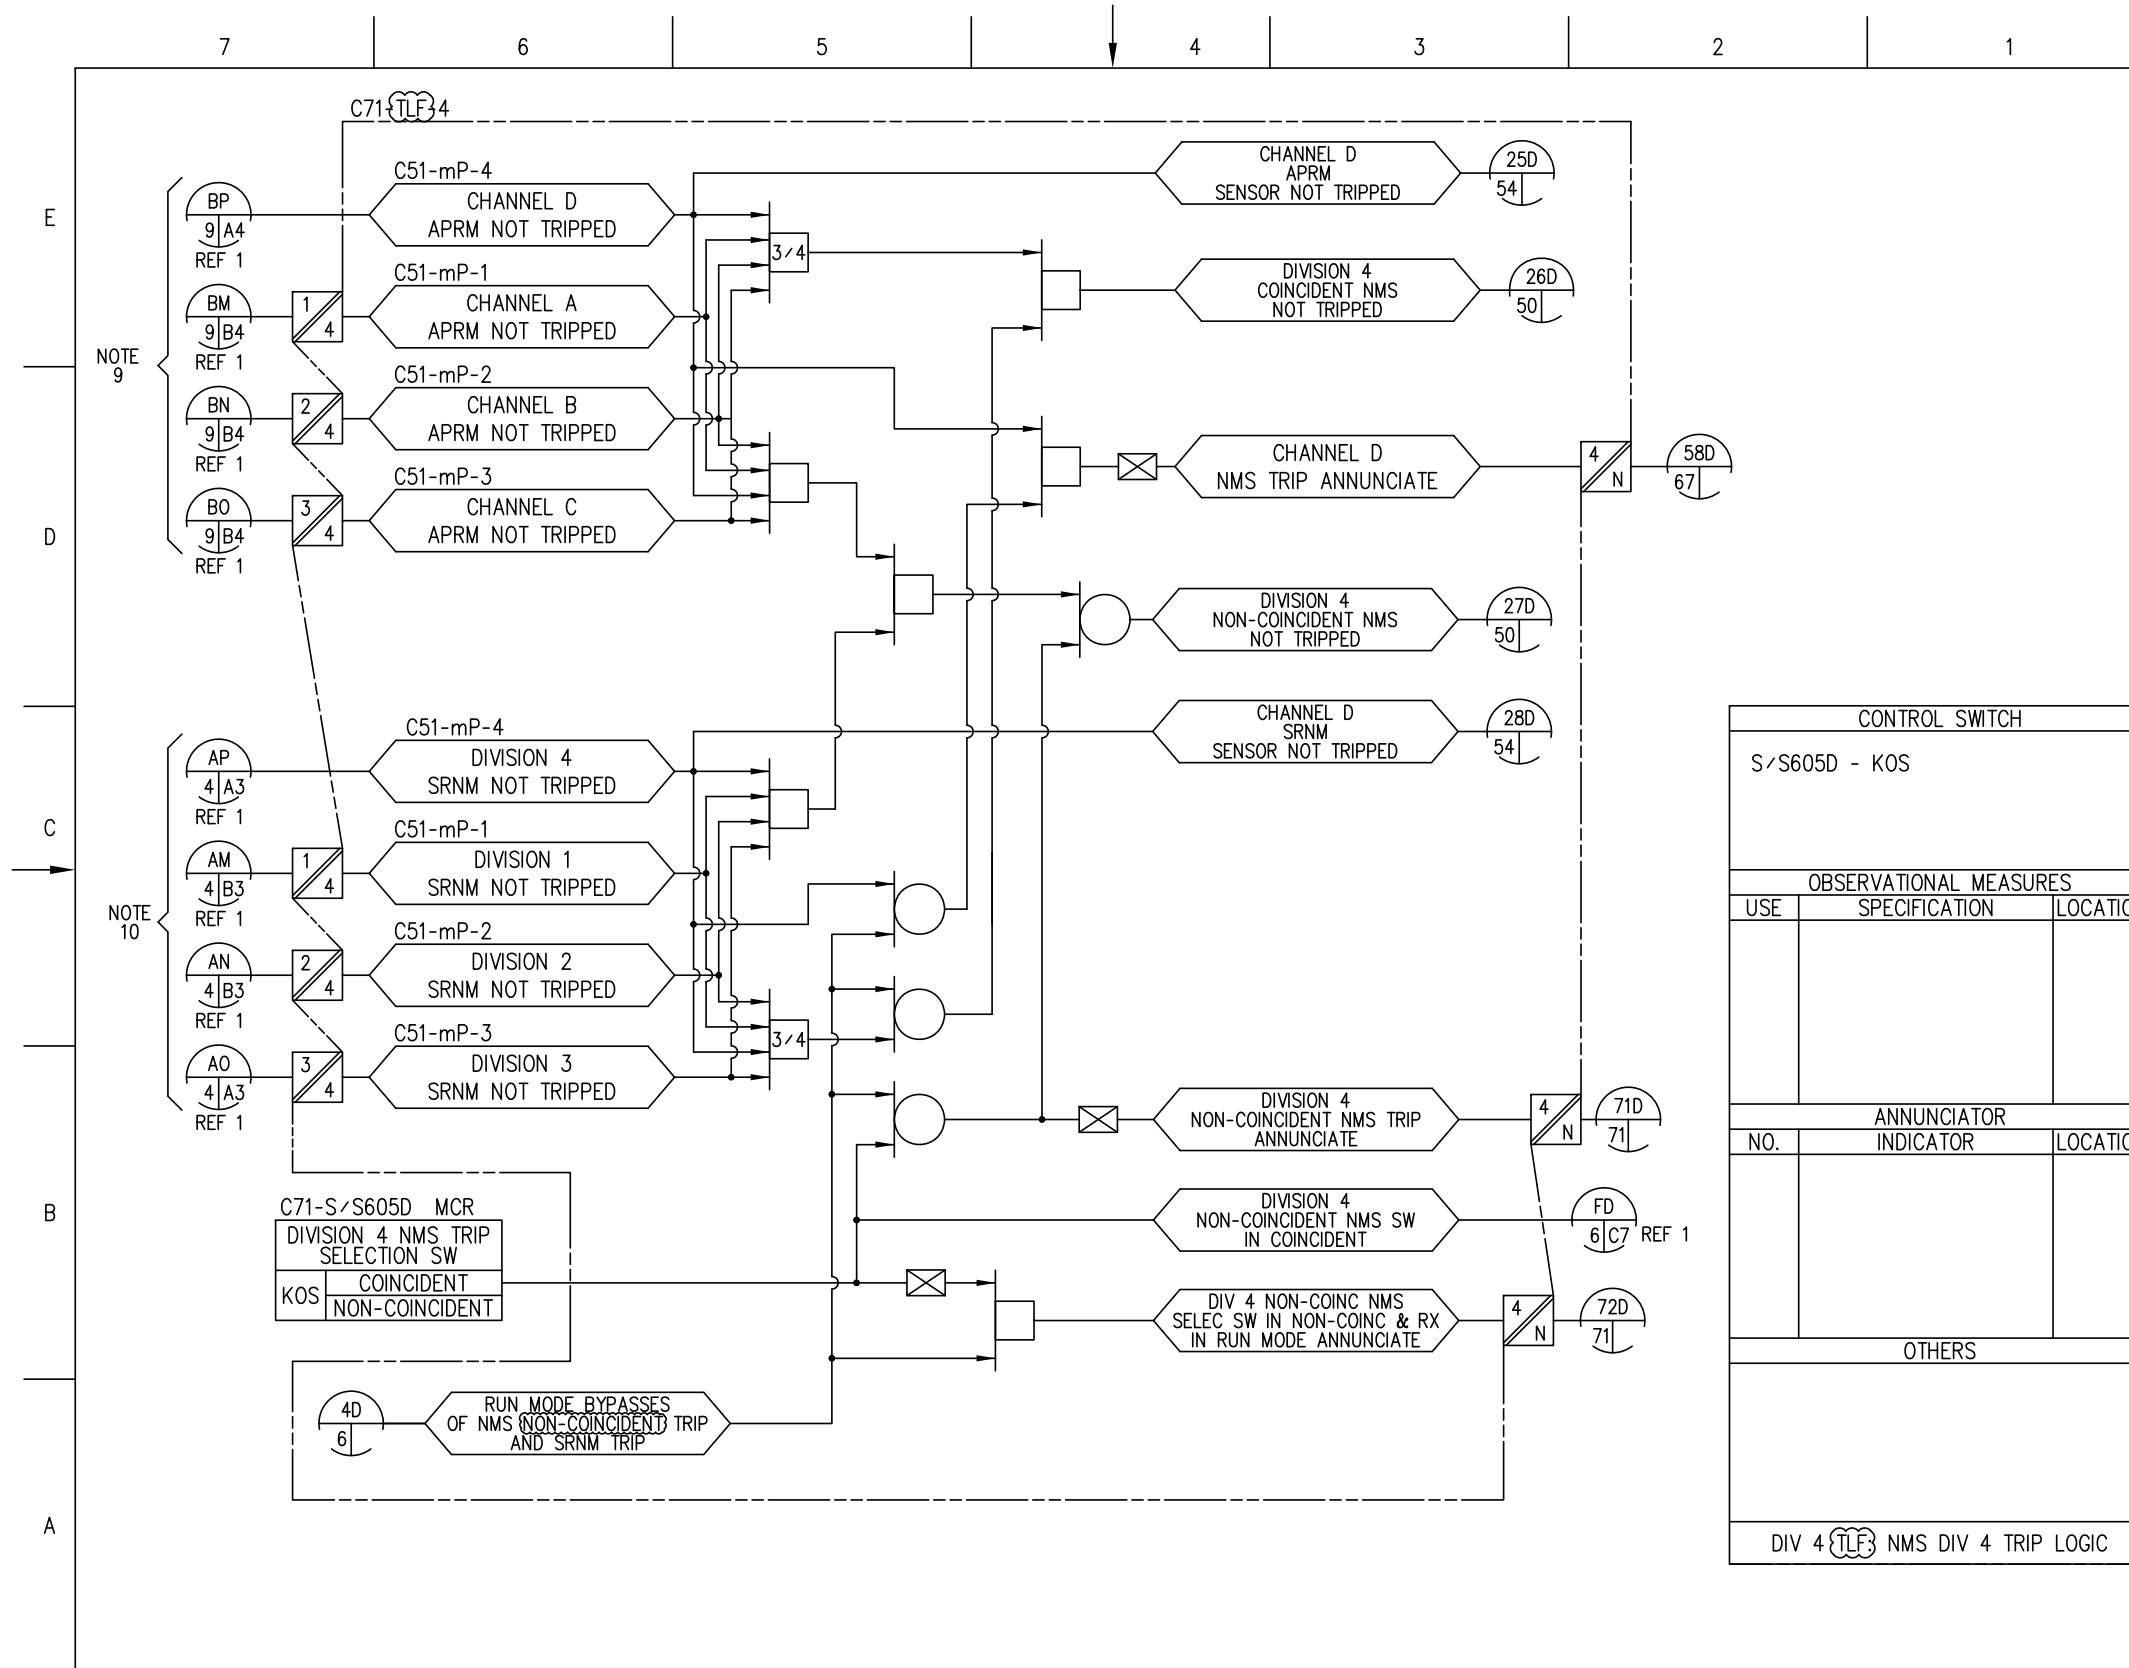 7 6 5 4 3 2 1
C71-TLF-4
E
D
C
B
A
NOTE
9
BP
9 A4
REF 1
BM
9 B4
REF 1
BN
9 B4
REF 1
BO
9 B4
REF 1
1
4
2
4
3
4
C51-mP-4
CHANNEL D
APRM NOT TRIPPED
C51-mP-1
CHANNEL A
APRM NOT TRIPPED
C51-mP-2
CHANNEL B
APRM NOT TRIPPED
C51-mP-3
CHANNEL C
APRM NOT TRIPPED
3/4
CHANNEL D
APRM
SENSOR NOT TRIPPED
25D
54
DIVISION 4
COINCIDENT NMS
NOT TRIPPED
26D
50
CHANNEL D
NMS TRIP ANNUNCIATE
4
N
58D
67
DIVISION 4
NON-COINCIDENT NMS
NOT TRIPPED
27D
50
CHANNEL D
SRNM
SENSOR NOT TRIPPED
28D
54
NOTE
10
AP
4 A3
REF 1
AM
4 B3
REF 1
AN
4 B3
REF 1
AO
4 A3
REF 1
1
4
2
4
3
4
C51-mP-4
DIVISION 4
SRNM NOT TRIPPED
C51-mP-1
DIVISION 1
SRNM NOT TRIPPED
C51-mP-2
DIVISION 2
SRNM NOT TRIPPED
C51-mP-3
DIVISION 3
SRNM NOT TRIPPED
3/4
DIVISION 4
NON-COINCIDENT NMS TRIP
ANNUNCIATE
4
N
71D
71
DIVISION 4
NON-COINCIDENT NMS SW
IN COINCIDENT
FD
6 C7 REF 1
DIV 4 NON-COINC NMS
SELEC SW IN NON-COINC & RX
IN RUN MODE ANNUNCIATE
4
N
72D
71
C71-S/S605D MCR
DIVISION 4 NMS TRIP
SELECTION SW
KOS
COINCIDENT
NON-COINCIDENT
4D
6
RUN MODE BYPASSES
OF NMS NON-COINCIDENT TRIP
AND SRNM TRIP
CONTROL SWITCH
S/S605D - KOS
OBSERVATIONAL MEASURES
USE SPECIFICATION LOCATIO
ANNUNCIATOR
NO. INDICATOR LOCATIO
OTHERS
DIV 4 TLF: NMS DIV 4 TRIP LOGIC